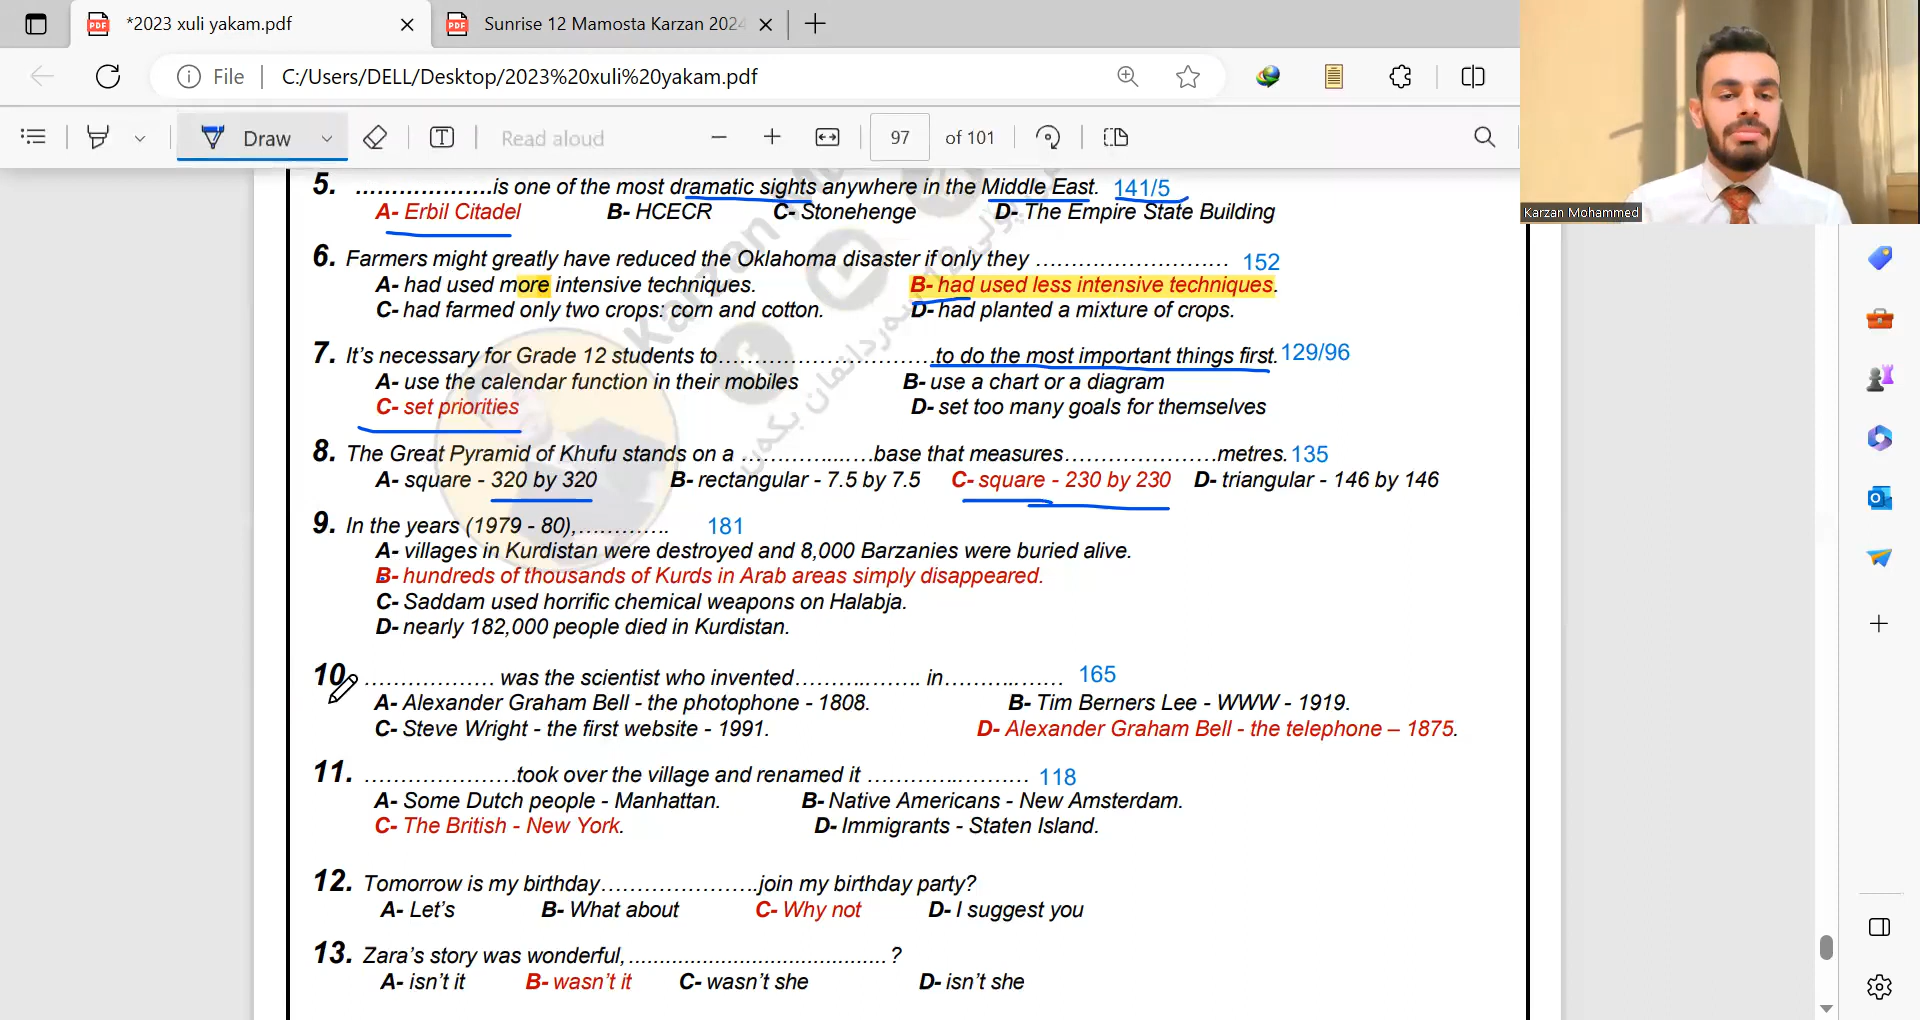 *2023 xuli yakam.pdf
Sunrise 12 Mamosta Karzan 2024
File
C:/Users/DELL/Desktop/2023%20xuli%20yakam.pdf
Draw
Read aloud
97 of 101
Karzan Mohammed
5. ...................is one of the most dramatic sights anywhere in the Middle East. 141/5
A- Erbil Citadel B- HCECR C- Stonehenge D- The Empire State Building
6. Farmers might greatly have reduced the Oklahoma disaster if only they ........................... 152
A- had used more intensive techniques. B- had used less intensive techniques.
C- had farmed only two crops: corn and cotton. D- had planted a mixture of crops.
7. It's necessary for Grade 12 students to..............................to do the most important things first. 129/96
A- use the calendar function in their mobiles B- use a chart or a diagram
C- set priorities D- set too many goals for themselves
8. The Great Pyramid of Khufu stands on a ..................base that measures.....................metres. 135
A- square - 320 by 320 B- rectangular - 7.5 by 7.5 C- square - 230 by 230 D- triangular - 146 by 146
9. In the years (1979 - 80),............. 181
A- villages in Kurdistan were destroyed and 8,000 Barzanies were buried alive.
B- hundreds of thousands of Kurds in Arab areas simply disappeared.
C- Saddam used horrific chemical weapons on Halabja.
D- nearly 182,000 people died in Kurdistan.
10. .................. was the scientist who invented.................. in................ 165
A- Alexander Graham Bell - the photophone - 1808. B- Tim Berners Lee - WWW - 1919.
C- Steve Wright - the first website - 1991. D- Alexander Graham Bell - the telephone – 1875.
11. .....................took over the village and renamed it ....................... 118
A- Some Dutch people - Manhattan. B- Native Americans - New Amsterdam.
C- The British - New York. D- Immigrants - Staten Island.
12. Tomorrow is my birthday......................join my birthday party?
A- Let's B- What about C- Why not D- I suggest you
13. Zara's story was wonderful,...........................................?
A- isn't it B- wasn't it C- wasn't she D- isn't she